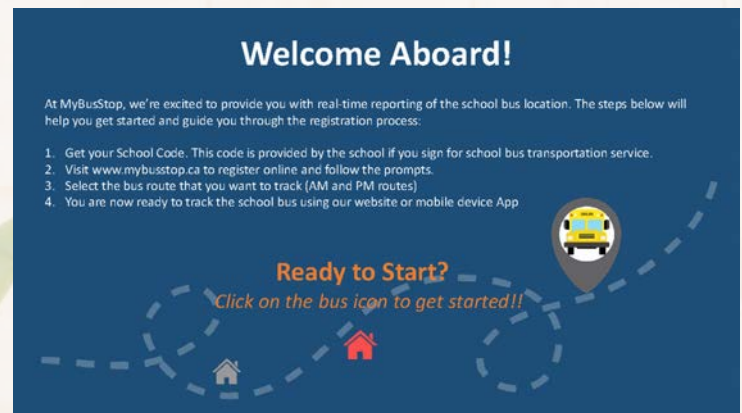 Welcome Aboard!
At MyBusStop, we're excited to provide you with real-time reporting of the school bus location. The steps below will
help you get started and guide you through the registration process:
1. Get your School Code. This code is provided by the school if you sign for school bus transportation service.
2. Visit www.mybusstop.ca to register online and follow the prompts.
3. Select the bus route that you want to track (AM and PM routes)
4. You are now ready to track the school bus using our website or mobile device App
Ready to Start?
Click on the bus icon to get started!!